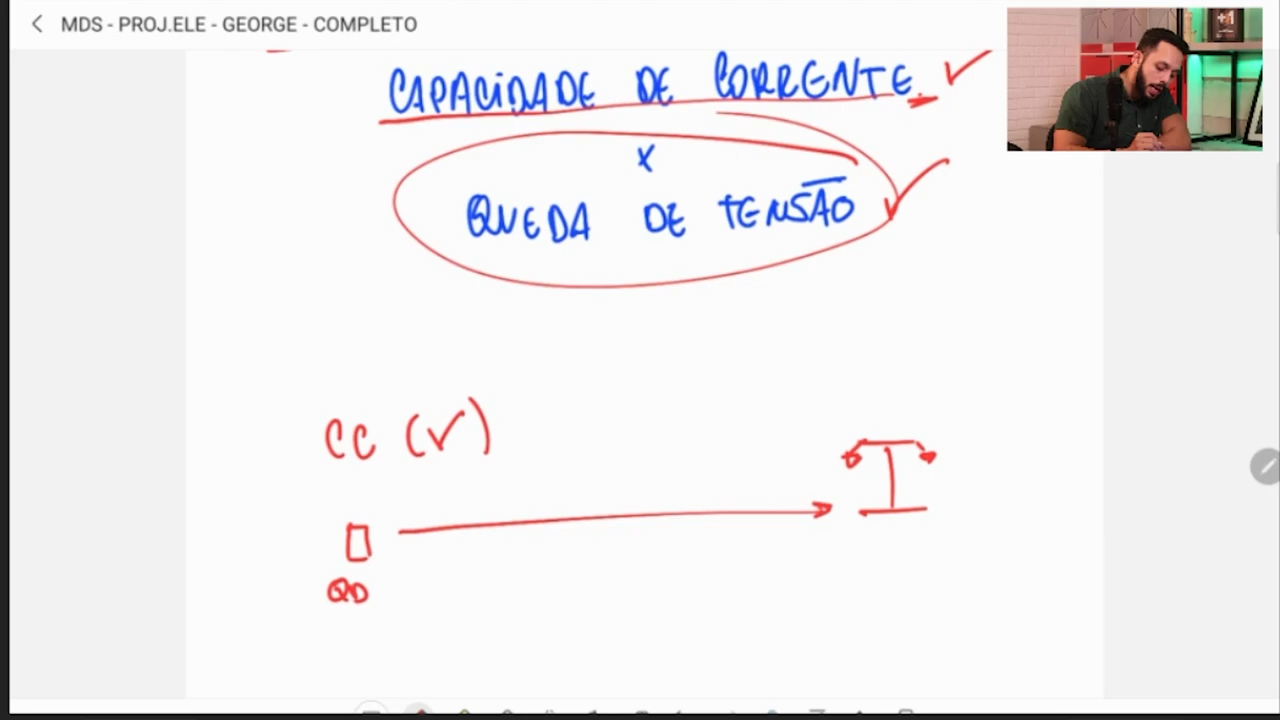 MDS - PROJ.ELE - GEORGE - COMPLETO
CAPACIDADE DE CORRENTE
x
QUEDA DE TENSÃO
CC (✓)
QD